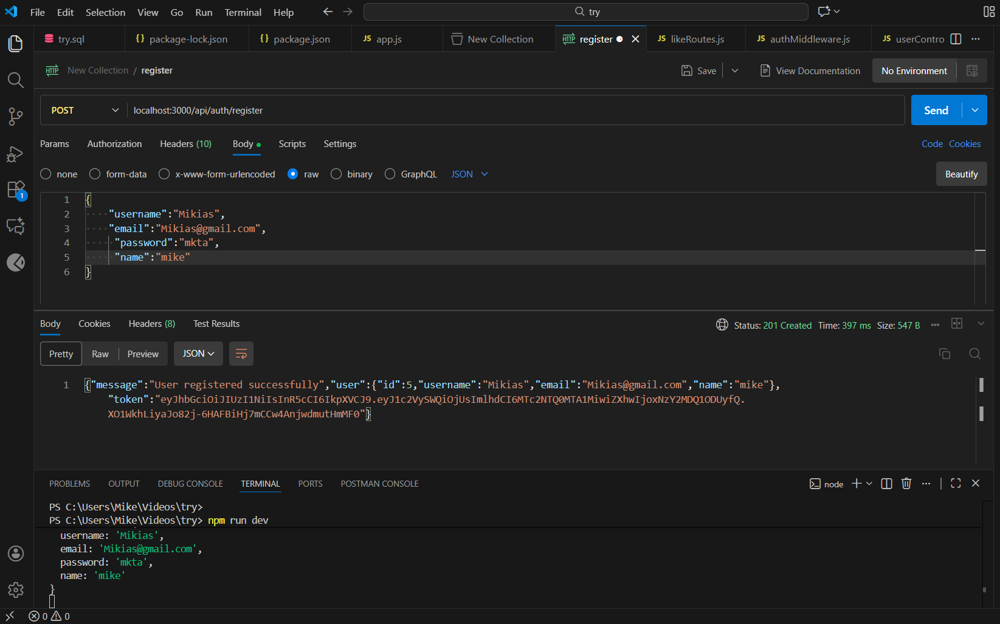 File Edit Selection View Go Run Terminal Help try
try.sql {} package-lock.json {} package.json JS app.js New Collection HTTP register JS likeRoutes.js JS authMiddleware.js JS userContro ···
HTTP New Collection / register Save View Documentation No Environment
POST localhost:3000/api/auth/register Send
Params Authorization Headers (10) Body Scripts Settings Code Cookies
none form-data x-www-form-urlencoded raw binary GraphQL JSON Beautify
1 {
2 ····"username":"Mikias",
3 ····"email":"Mikias@gmail.com",
4 ·····"password":"mkta",
5 ·····"name":"mike"
6 }
1
Body Cookies Headers (8) Test Results Status: 201 Created Time: 397 ms Size: 547 B
Pretty Raw Preview JSON
1 {"message":"User registered successfully","user":{"id":5,"username":"Mikias","email":"Mikias@gmail.com","name":"mike"},
"token":"eyJhbGciOiJIUzI1NiIsInR5cCI6IkpXVCJ9.eyJ1c2VySWQiOjUsImlhdCI6MTc2NTQ0MTA1MiwiZXhwIjoxNzY2MDQ1ODUyfQ.
XO1WkhLiyaJo82j-6HAFBiHj7mCCw4AnjwdmutHmMF0"}
PROBLEMS OUTPUT DEBUG CONSOLE TERMINAL PORTS POSTMAN CONSOLE node
PS C:\Users\Mike\Videos\try>
PS C:\Users\Mike\Videos\try> npm run dev
username: 'Mikias',
email: 'Mikias@gmail.com',
password: 'mkta',
name: 'mike'
}
0 0